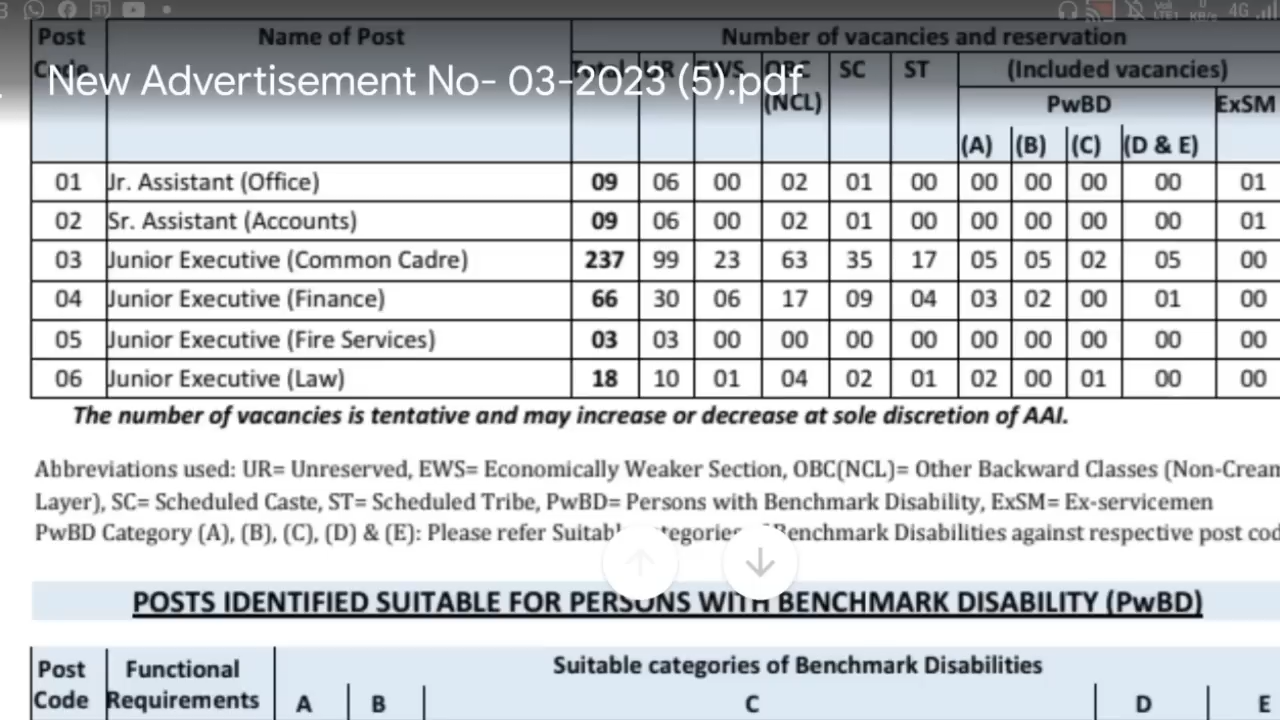 New Advertisement No- 03-2023 (5).pdf
4G
Post Code Name of Post Number of vacancies and reservation
SC ST (Included vacancies)
(NCL) PwBD ExSM
(A) (B) (C) (D & E)
01 Jr. Assistant (Office) 09 06 00 02 01 00 00 00 00 00 01
02 Sr. Assistant (Accounts) 09 06 00 02 01 00 00 00 00 00 01
03 Junior Executive (Common Cadre) 237 99 23 63 35 17 05 05 02 05 00
04 Junior Executive (Finance) 66 30 06 17 09 04 03 02 00 01 00
05 Junior Executive (Fire Services) 03 03 00 00 00 00 00 00 00 00 00
06 Junior Executive (Law) 18 10 01 04 02 01 02 00 01 00 00
The number of vacancies is tentative and may increase or decrease at sole discretion of AAI.
Abbreviations used: UR= Unreserved, EWS= Economically Weaker Section, OBC(NCL)= Other Backward Classes (Non-Cream
Layer), SC= Scheduled Caste, ST= Scheduled Tribe, PwBD= Persons with Benchmark Disability, ExSM= Ex-servicemen
PwBD Category (A), (B), (C), (D) & (E): Please refer Benchmark Disabilities against respective post cod
POSTS IDENTIFIED SUITABLE FOR PERSONS WITH BENCHMARK DISABILITY (PwBD)
Post Functional Suitable categories of Benchmark Disabilities
Code Requirements A B C D E